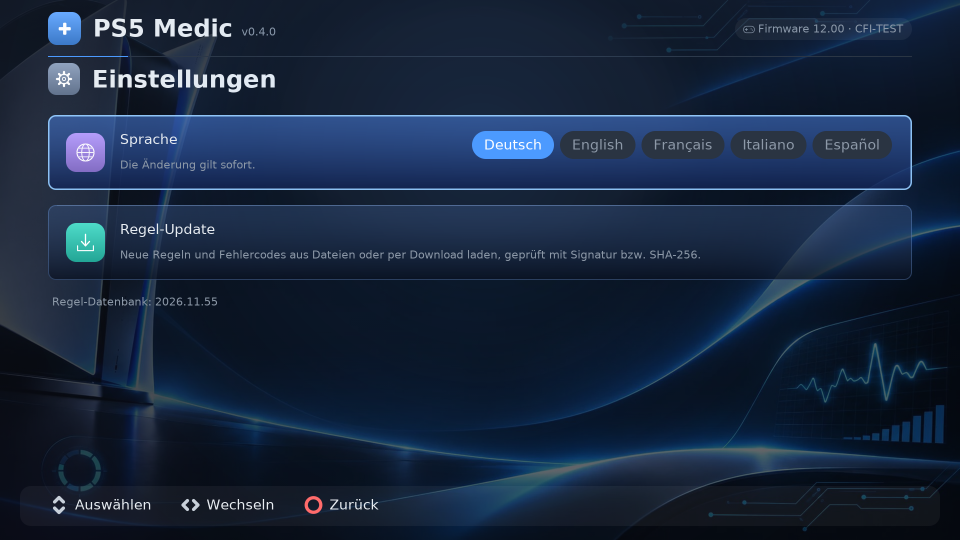 PS5 Medic v0.4.0
Firmware 12.00 · CFI-TEST
Einstellungen
Sprache
Deutsch English Français Italiano Español
Die Änderung gilt sofort.
Regel-Update
Neue Regeln und Fehlercodes aus Dateien oder per Download laden, geprüft mit Signatur bzw. SHA-256.
Regel-Datenbank: 2026.11.55
Auswählen Wechseln Zurück